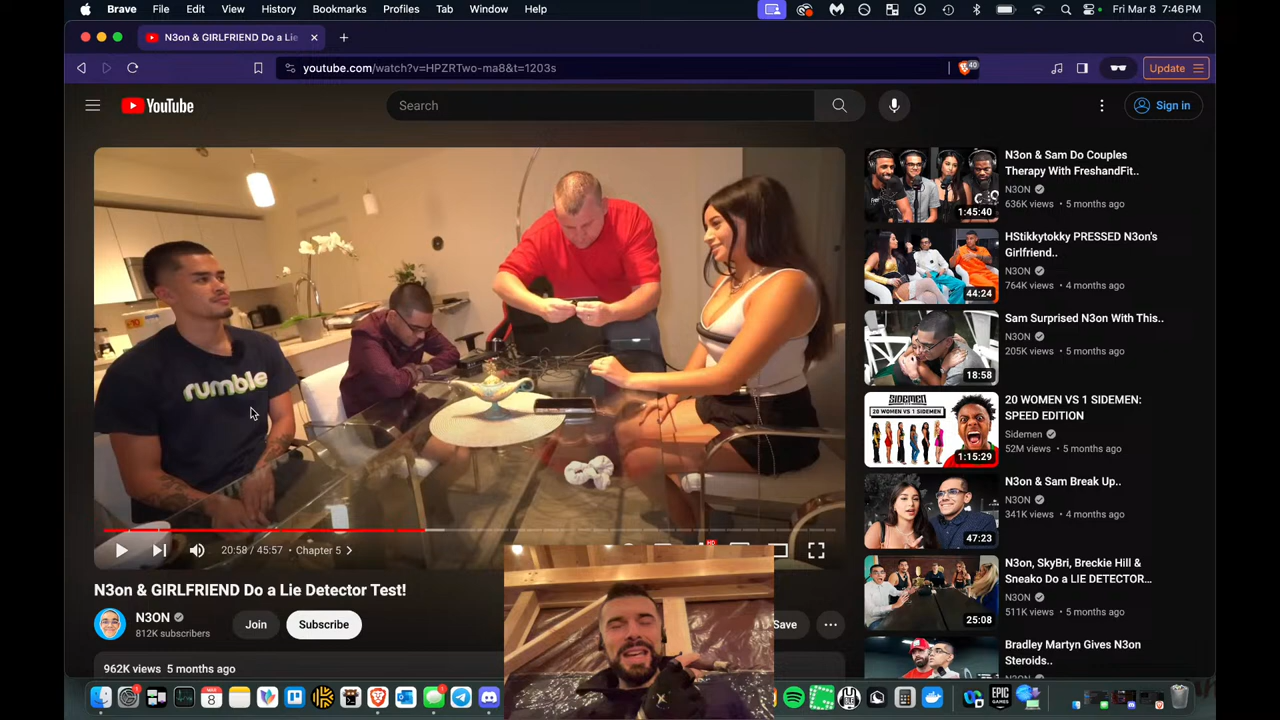 Brave File Edit View History Bookmarks Profiles Tab Window Help Fri Mar 8 7:46 PM
N3on & GIRLFRIEND Do a Lie
youtube.com/watch?v=HPZRTwo-ma8&t=1203s
40
Update
YouTube
Search
Sign in
rumble
20:58 / 45:57 • Chapter 5
HD
N3on & GIRLFRIEND Do a Lie Detector Test!
N3ON
812K subscribers
Join
Subscribe
Save
962K views 5 months ago
N3on & Sam Do Couples
Therapy With FreshandFit..
N3ON
636K views • 5 months ago
1:45:40
HStikkytokky PRESSED N3on's
Girlfriend..
N3ON
764K views • 4 months ago
44:24
Sam Surprised N3on With This..
N3ON
205K views • 5 months ago
18:58
SIDEMEN
20 WOMEN VS 1 SIDEMEN:
SPEED EDITION
Sidemen
52M views • 5 months ago
1:15:29
N3on & Sam Break Up..
N3ON
341K views • 4 months ago
47:23
N3on, SkyBri, Breckie Hill &
Sneako Do a LIE DETECTOR...
N3ON
511K views • 5 months ago
25:08
Bradley Martyn Gives N3on
Steroids..
N3ON
MAR
8
EPIC
GAMES